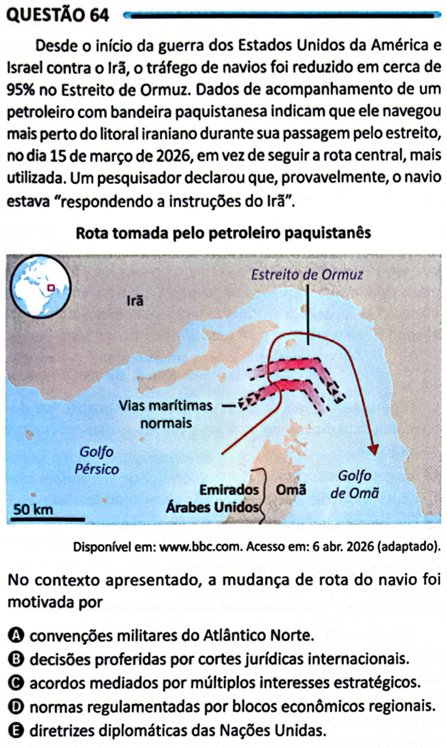 QUESTÃO 64
Desde o início da guerra dos Estados Unidos da América e
Israel contra o Irã, o tráfego de navios foi reduzido em cerca de
95% no Estreito de Ormuz. Dados de acompanhamento de um
petroleiro com bandeira paquistanesa indicam que ele navegou
mais perto do litoral iraniano durante sua passagem pelo estreito,
no dia 15 de março de 2026, em vez de seguir a rota central, mais
utilizada. Um pesquisador declarou que, provavelmente, o navio
estava “respondendo a instruções do Irã”.
Rota tomada pelo petroleiro paquistanês
Estreito de Ormuz
Irã
Vias marítimas
normais
Golfo
Pérsico
Emirados
Árabes Unidos
Omã
Golfo
de Omã
50 km
Disponível em: www.bbc.com. Acesso em: 6 abr. 2026 (adaptado).
No contexto apresentado, a mudança de rota do navio foi
motivada por
A convenções militares do Atlântico Norte.
B decisões proferidas por cortes jurídicas internacionais.
C acordos mediados por múltiplos interesses estratégicos.
D normas regulamentadas por blocos econômicos regionais.
E diretrizes diplomáticas das Nações Unidas.